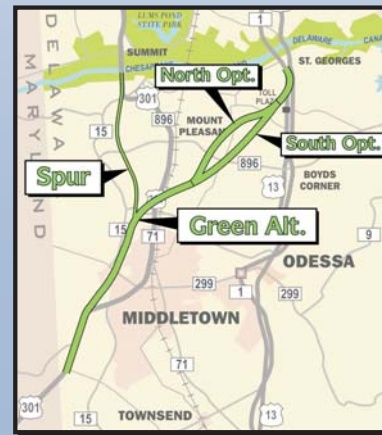 LUMS POND
STATE PARK
1
DELAWARE CANAL
SUMMIT
CHESAPEAKE
ST. GEORGES
301
North Opt.
TOLL
PLAZA
15
896
MOUNT
PLEASANT
South Opt.
896
Spur
13
BOYDS
CORNER
15
Green Alt.
71
9
299
ODESSA
1
299
MIDDLETOWN
71
301
15
TOWNSEND
13
MARYLAND